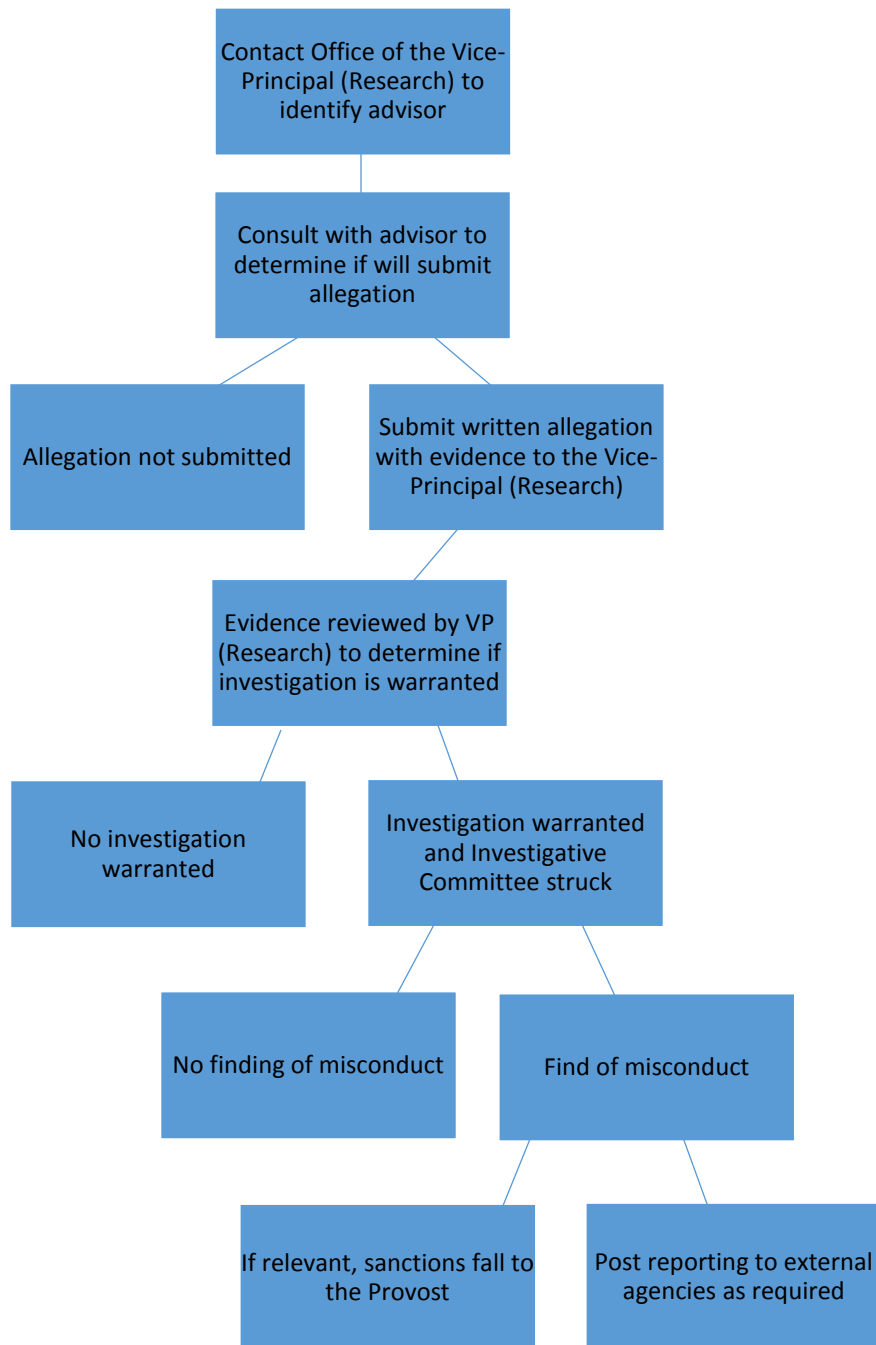 Contact Office of the Vice-
Principal (Research) to
identify advisor
Consult with advisor to
determine if will submit
allegation
Allegation not submitted
Submit written allegation
with evidence to the Vice-
Principal (Research)
Evidence reviewed by VP
(Research) to determine if
investigation is warranted
No investigation
warranted
Investigation warranted
and Investigative
Committee struck
No finding of misconduct
Find of misconduct
If relevant, sanctions fall to
the Provost
Post reporting to external
agencies as required